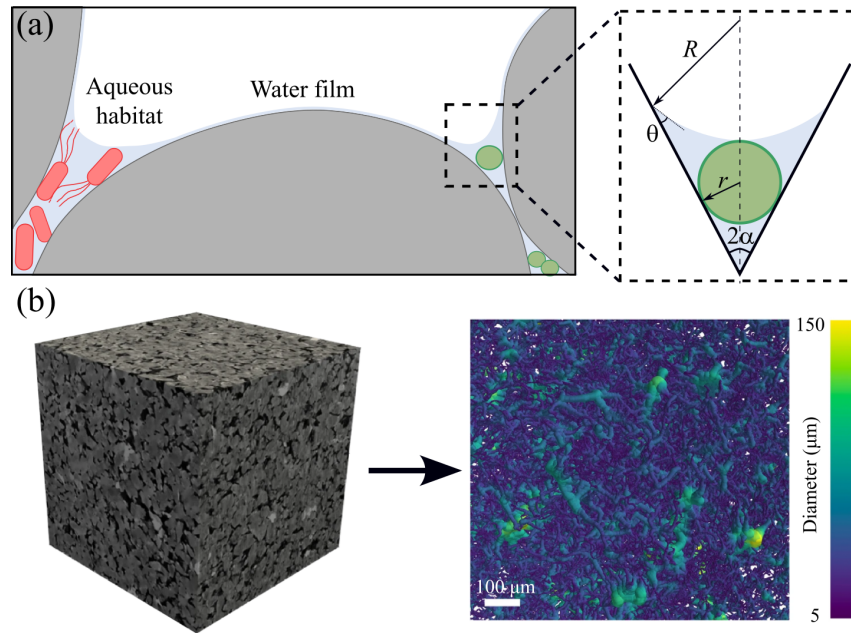 (a)
Aqueous
habitat
Water film
R
θ
r
2α
(b)
150
Diameter (μm)
5
100 μm